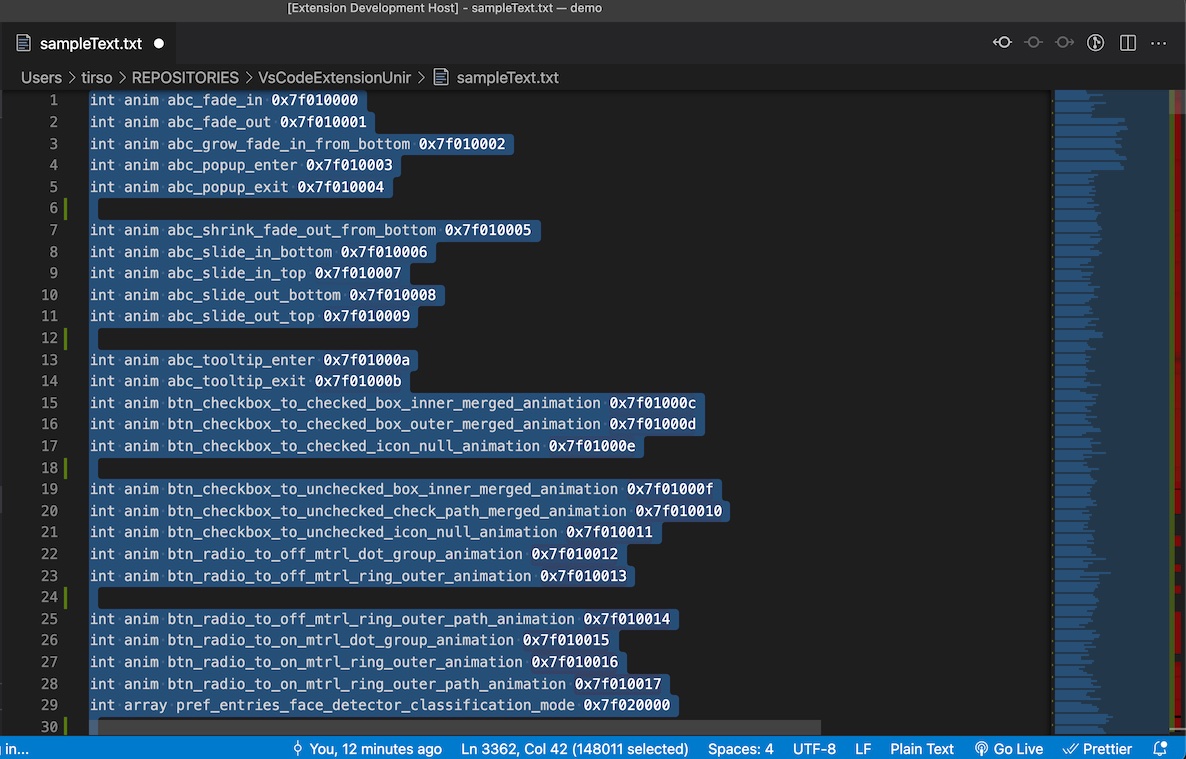 [Extension Development Host] - sampleText.txt — demo
sampleText.txt
Users > tirso > REPOSITORIES > VsCodeExtensionUnir > sampleText.txt
1 int anim abc_fade_in 0x7f010000
2 int anim abc_fade_out 0x7f010001
3 int anim abc_grow_fade_in_from_bottom 0x7f010002
4 int anim abc_popup_enter 0x7f010003
5 int anim abc_popup_exit 0x7f010004
6
7 int anim abc_shrink_fade_out_from_bottom 0x7f010005
8 int anim abc_slide_in_bottom 0x7f010006
9 int anim abc_slide_in_top 0x7f010007
10 int anim abc_slide_out_bottom 0x7f010008
11 int anim abc_slide_out_top 0x7f010009
12
13 int anim abc_tooltip_enter 0x7f01000a
14 int anim abc_tooltip_exit 0x7f01000b
15 int anim btn_checkbox_to_checked_box_inner_merged_animation 0x7f01000c
16 int anim btn_checkbox_to_checked_box_outer_merged_animation 0x7f01000d
17 int anim btn_checkbox_to_checked_icon_null_animation 0x7f01000e
18
19 int anim btn_checkbox_to_unchecked_box_inner_merged_animation 0x7f01000f
20 int anim btn_checkbox_to_unchecked_check_path_merged_animation 0x7f010010
21 int anim btn_checkbox_to_unchecked_icon_null_animation 0x7f010011
22 int anim btn_radio_to_off_mtrl_dot_group_animation 0x7f010012
23 int anim btn_radio_to_off_mtrl_ring_outer_animation 0x7f010013
24
25 int anim btn_radio_to_off_mtrl_ring_outer_path_animation 0x7f010014
26 int anim btn_radio_to_on_mtrl_dot_group_animation 0x7f010015
27 int anim btn_radio_to_on_mtrl_ring_outer_animation 0x7f010016
28 int anim btn_radio_to_on_mtrl_ring_outer_path_animation 0x7f010017
29 int array pref_entries_face_detector_classification_mode 0x7f020000
30
in... You, 12 minutes ago Ln 3362, Col 42 (148011 selected) Spaces: 4 UTF-8 LF Plain Text Go Live Prettier